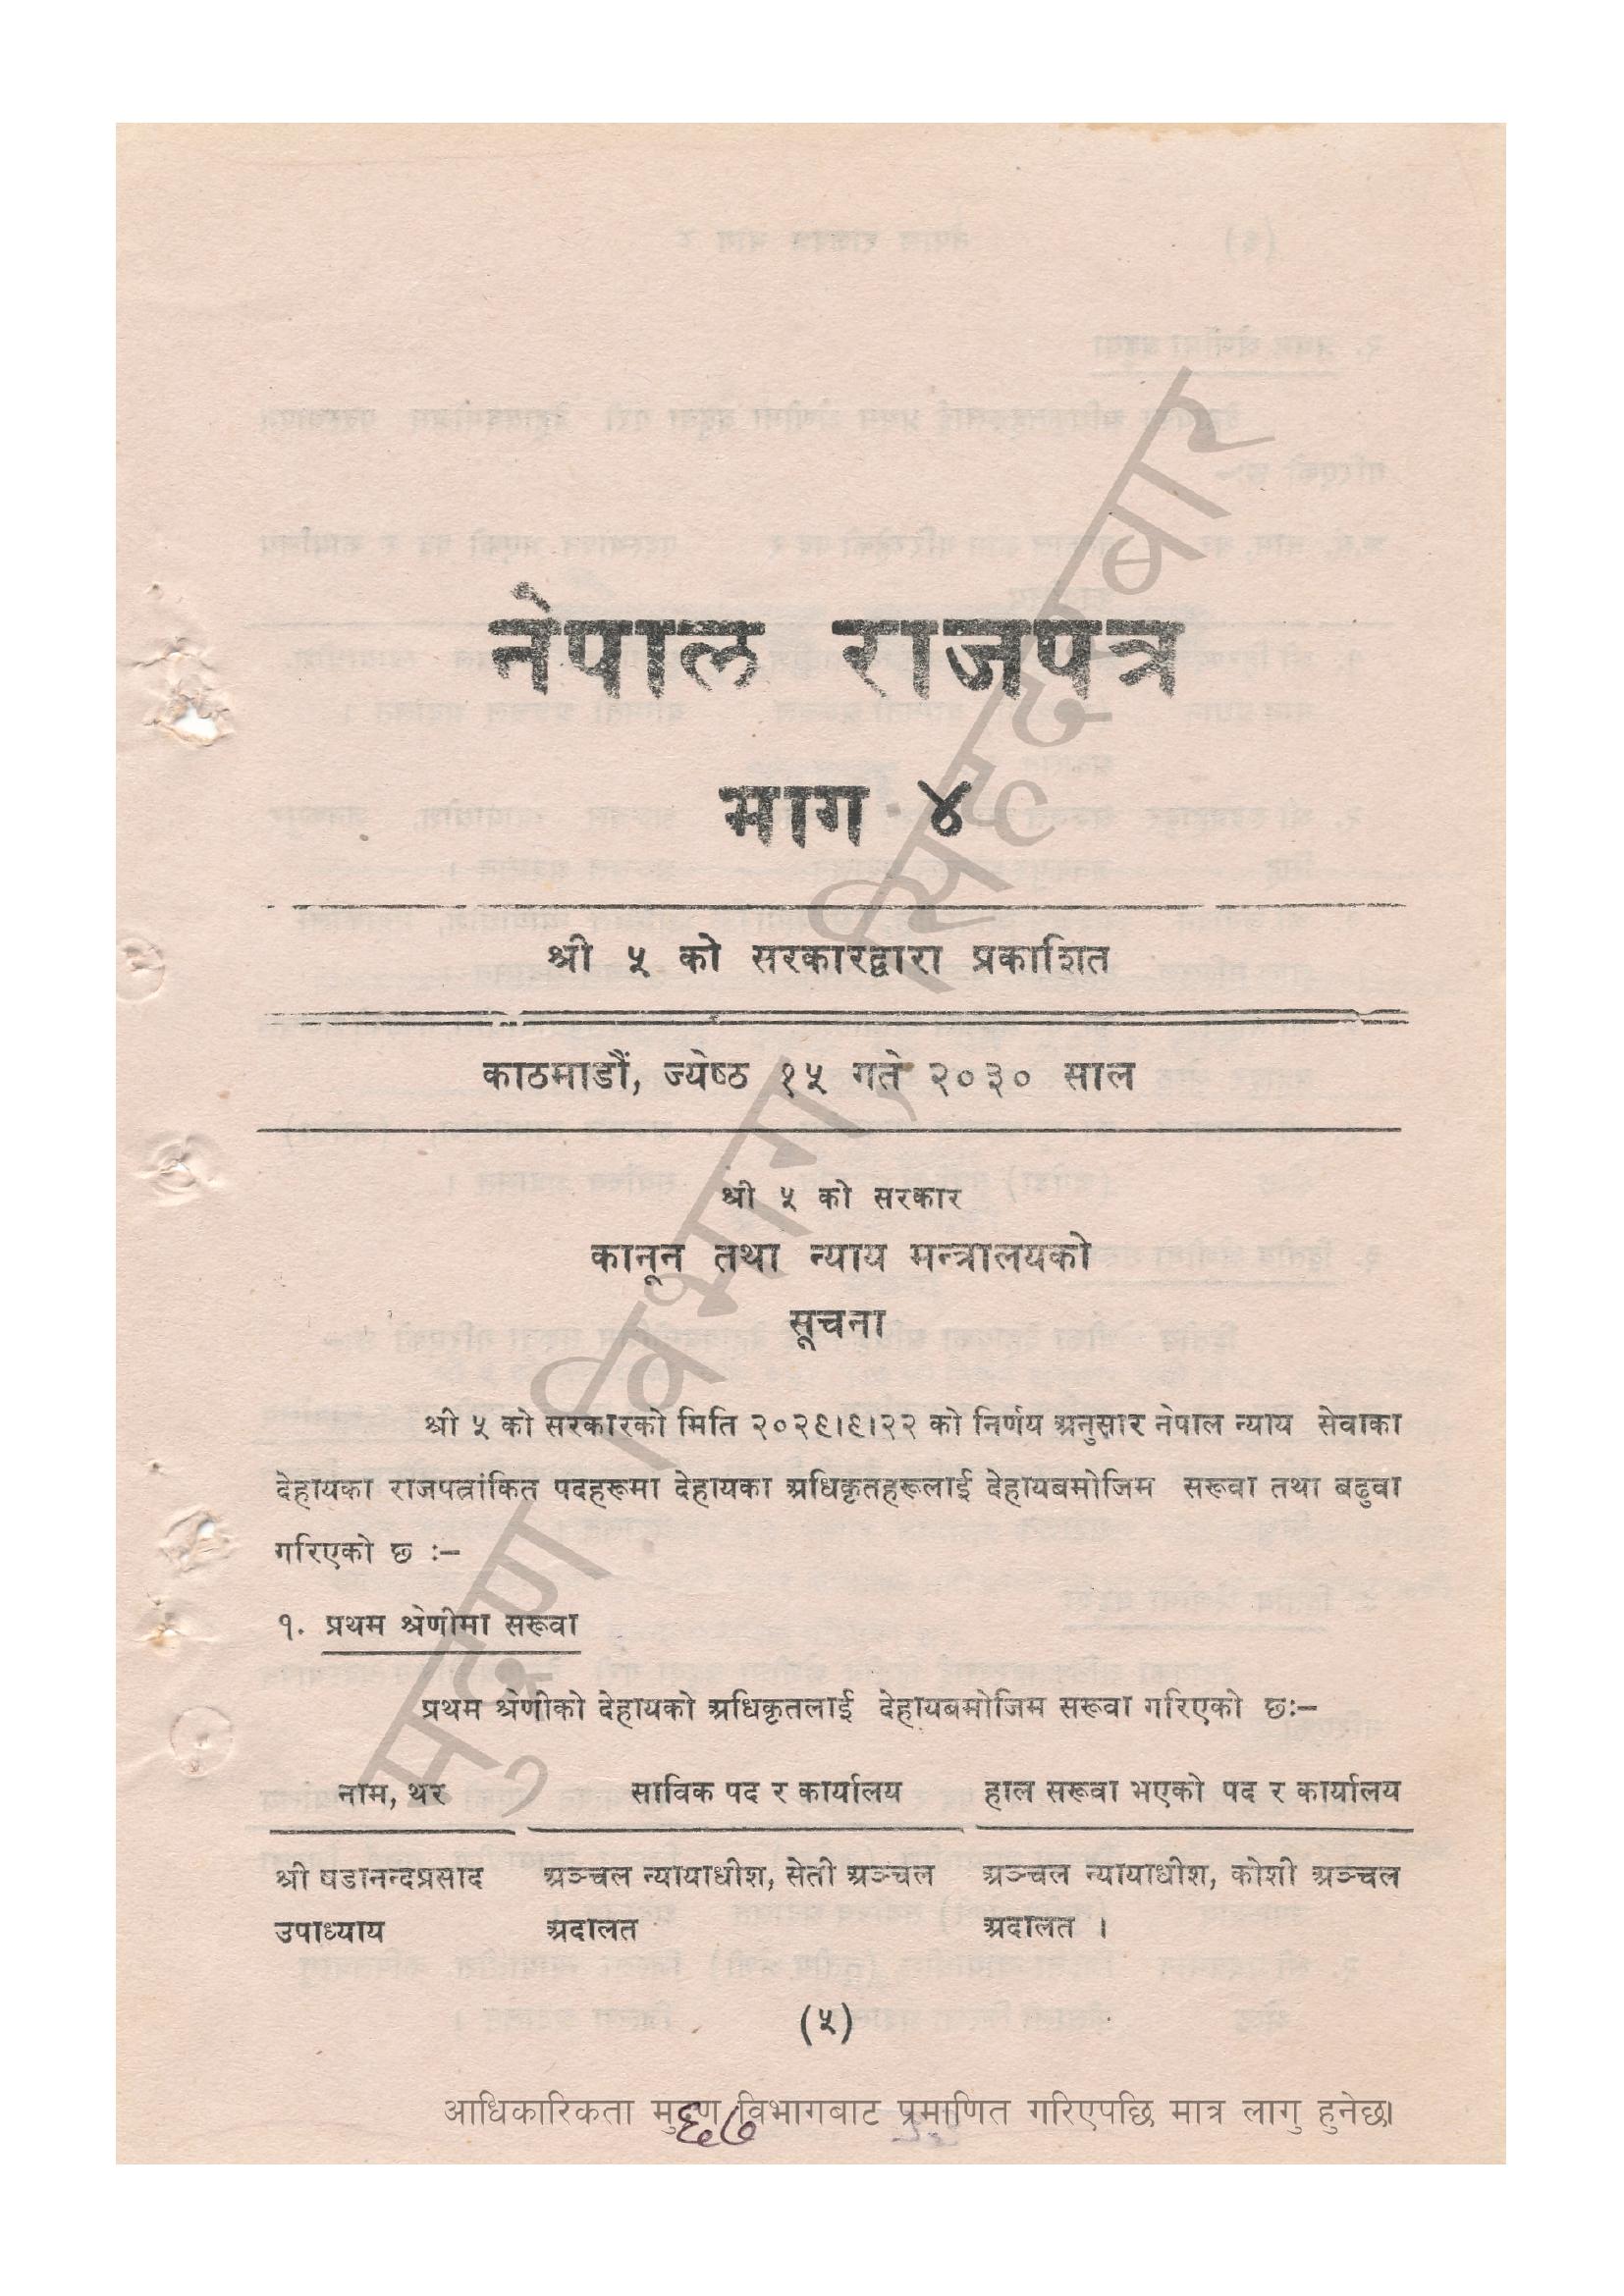 नेपाल राजपत्र
भाग ४
श्री ५ को सरकारद्वारा प्रकाशित
काठमाडौं, ज्येष्ठ १५ गते २०३० साल
श्री ५ को सरकार
कानून तथा न्याय मन्त्रालयको
सूचना
श्री ५ को सरकारको मिति २०२९।९।२२ को निर्णय अनुसार नेपाल न्याय सेवाका
देहायका राजपत्रांकित पदहरूमा देहायका अधिकृतहरूलाई देहायबमोजिम सरूवा तथा बढुवा
गरिएको छ :–
१. प्रथम श्रेणीमा सरूवा
प्रथम श्रेणीको देहायको अधिकृतलाई देहायबमोजिम सरूवा गरिएको छः–
नाम, थर साविक पद र कार्यालय हाल सरूवा भएको पद र कार्यालय
श्री षडानन्दप्रसाद अञ्चल न्यायाधीश, सेती अञ्चल अञ्चल न्यायाधीश, कोशी अञ्चल
उपाध्याय अदालत अदालत ।
(५)
आधिकारिकता मुद्रण विभागबाट प्रमाणित गरिएपछि मात्र लागु हुनेछ।
६७
मुद्रण विभाग, सिंहदरबार